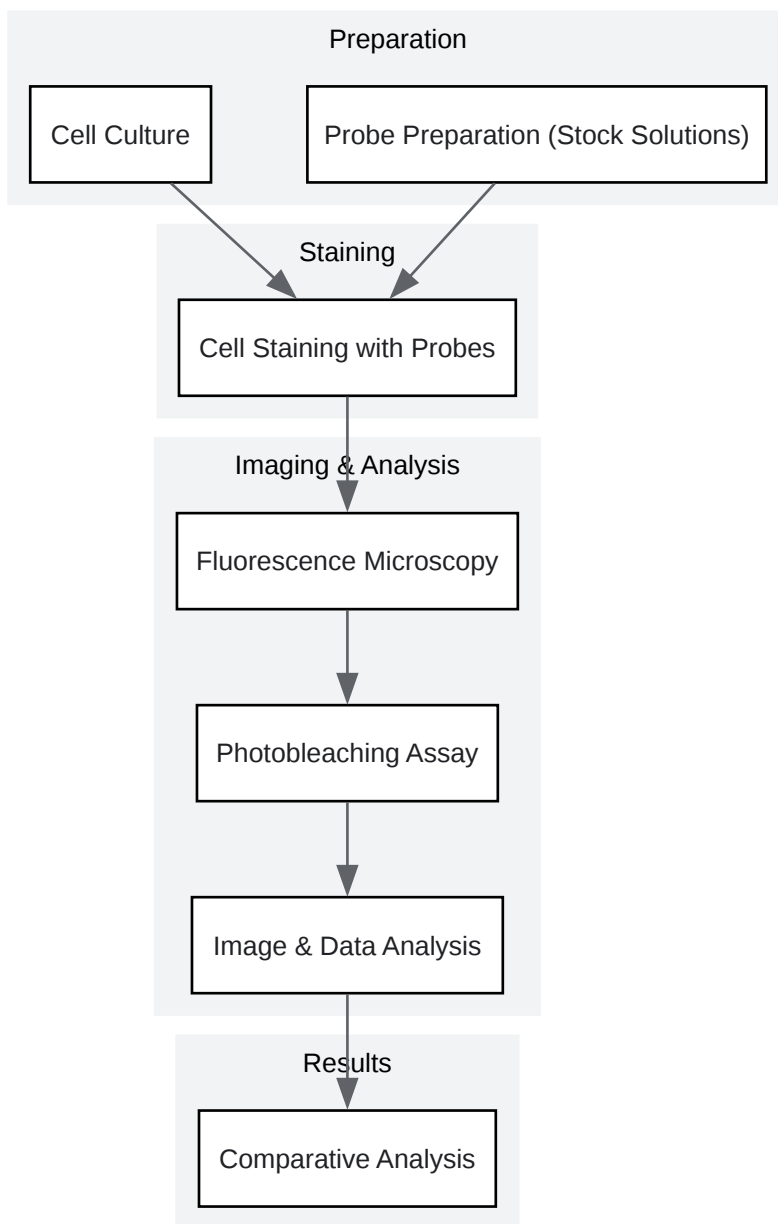 Preparation
Cell Culture
Probe Preparation (Stock Solutions)
Staining
Cell Staining with Probes
Imaging & Analysis
Fluorescence Microscopy
Photobleaching Assay
Image & Data Analysis
Results
Comparative Analysis